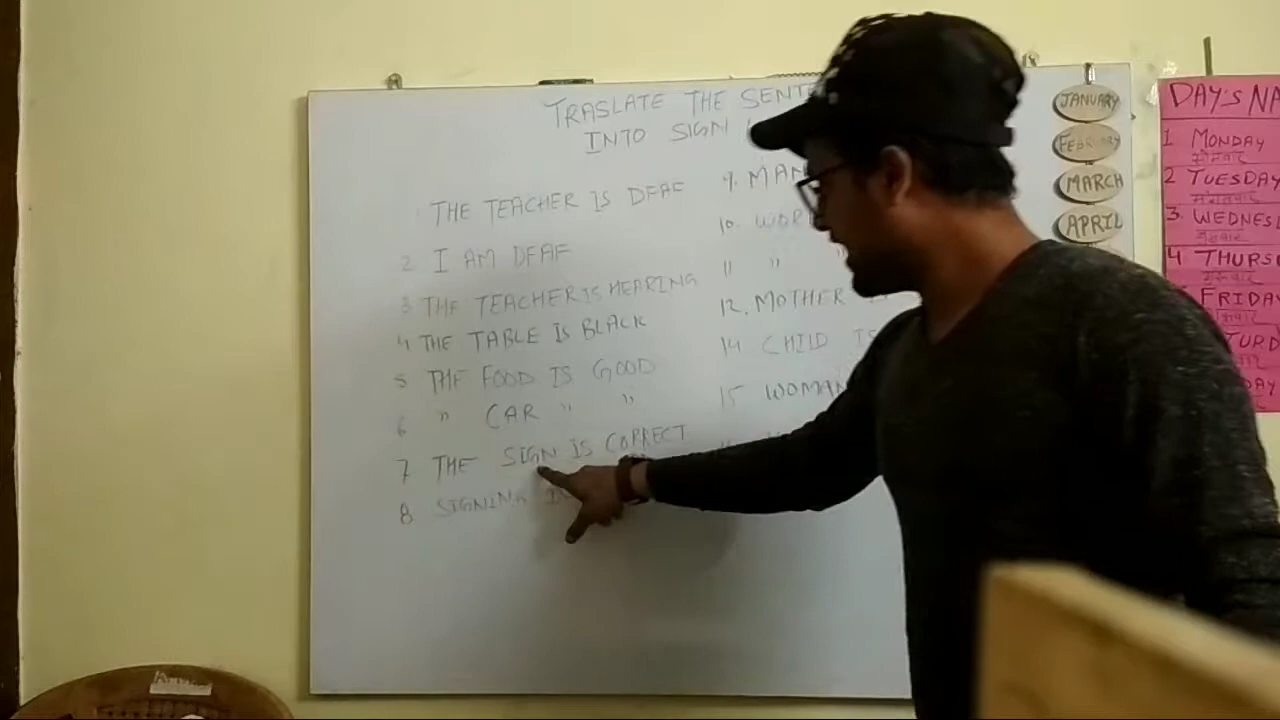 TRASLATE THE SENTE
INTO SIGN
THE TEACHER IS DEAF
2 I AM DEAF
3 THE TEACHER IS HEARING
4 THE TABLE IS BLACK
5 THE FOOD IS GOOD
6 " CAR " "
7 THE SIGN IS CORRECT
8 SIGNING
9. MAN
10. WOR
11 " "
12. MOTHER
14 CHILD IS
15 WOMAN
JANUARY
FEBRUARY
MARCH
APRIL
DAY'S NA
1 MONDAY
सोमवार
2 TUESDAY
मंगलवार
3. WEDNES
बुधवार
4 THURS
गुरुवार
FRIDAY
TURD
DAY